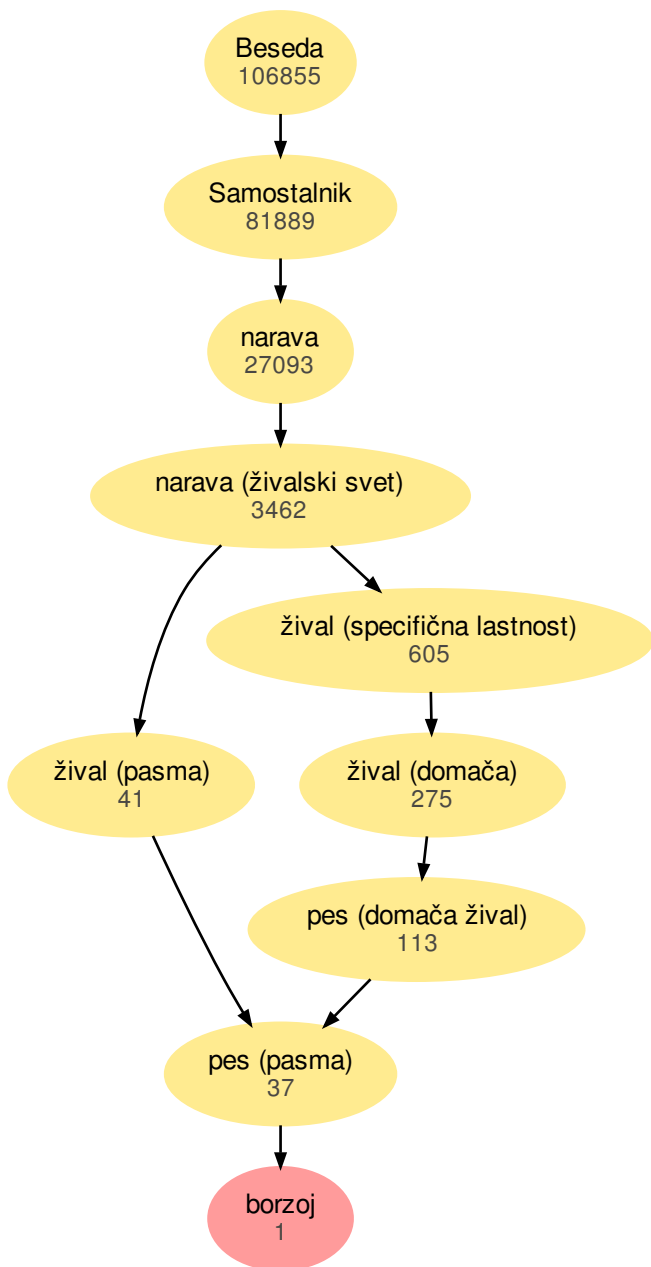 Beseda
106855
Samostalnik
81889
narava
27093
narava (živalski svet)
3462
žival (specifična lastnost)
605
žival (pasma)
41
žival (domača)
275
pes (domača žival)
113
pes (pasma)
37
borzoj
1